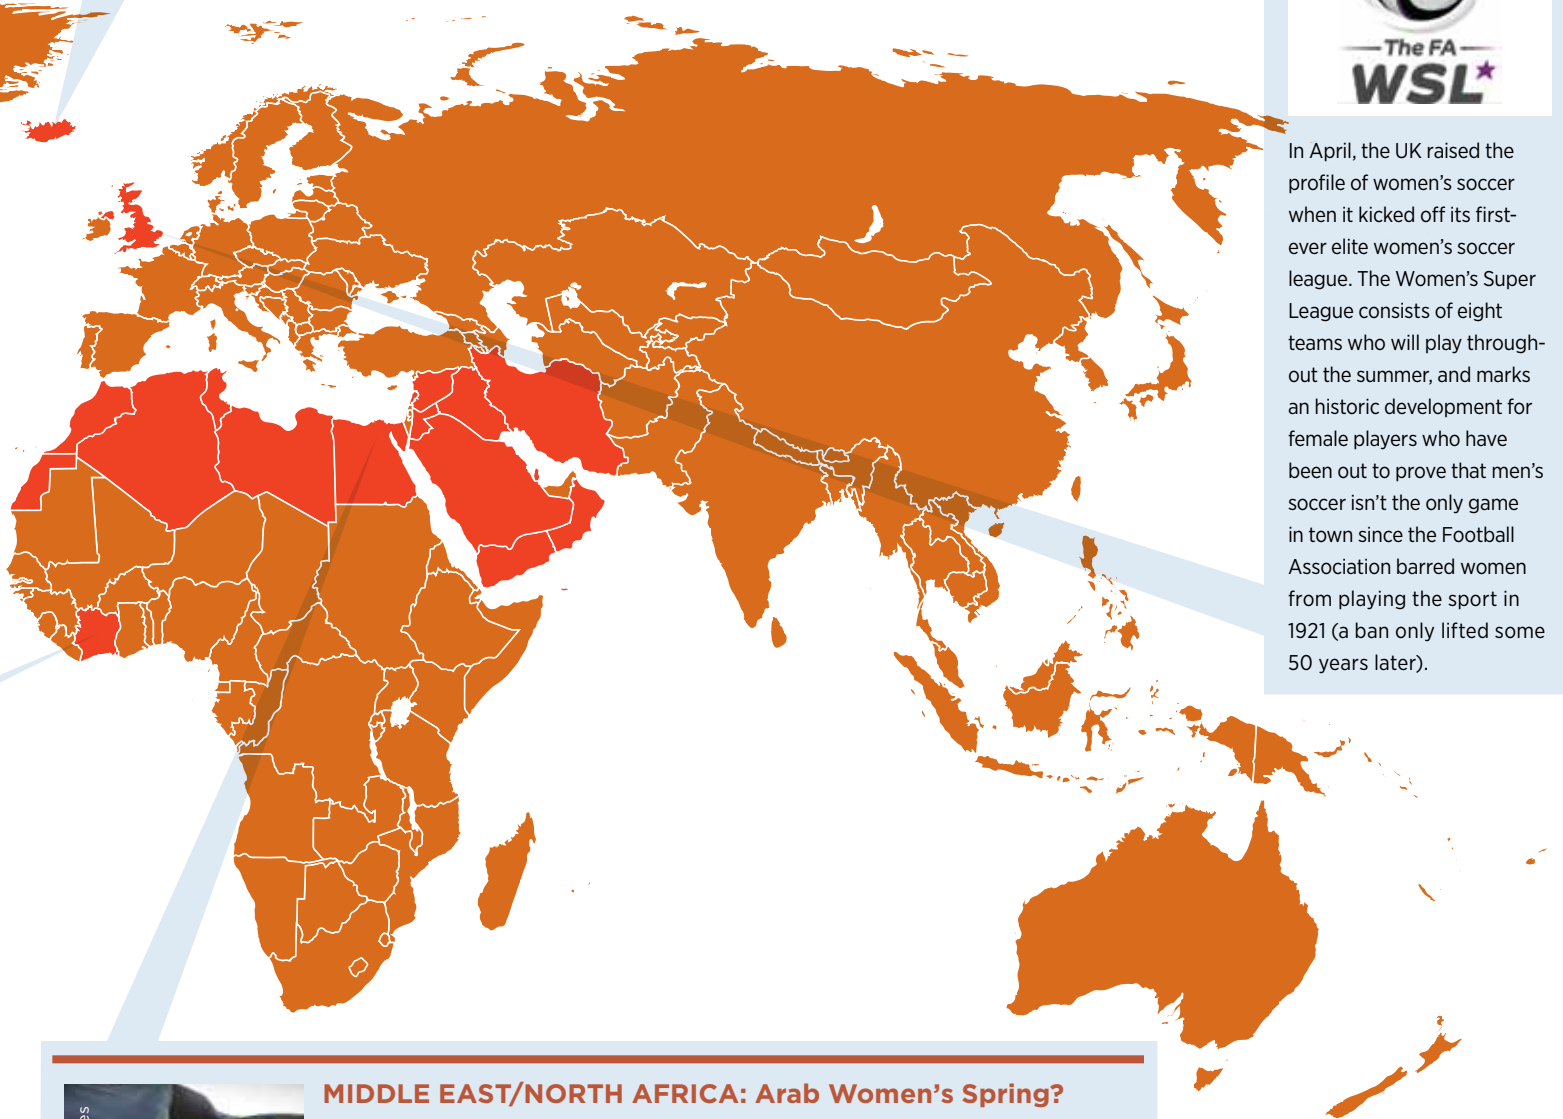 The FA
WSL
In April, the UK raised the
profile of women's soccer
when it kicked off its first-
ever elite women's soccer
league. The Women's Super
League consists of eight
teams who will play through-
out the summer, and marks
an historic development for
female players who have
been out to prove that men's
soccer isn't the only game
in town since the Football
Association barred women
from playing the sport in
1921 (a ban only lifted some
50 years later).
MIDDLE EAST/NORTH AFRICA: Arab Women's Spring?